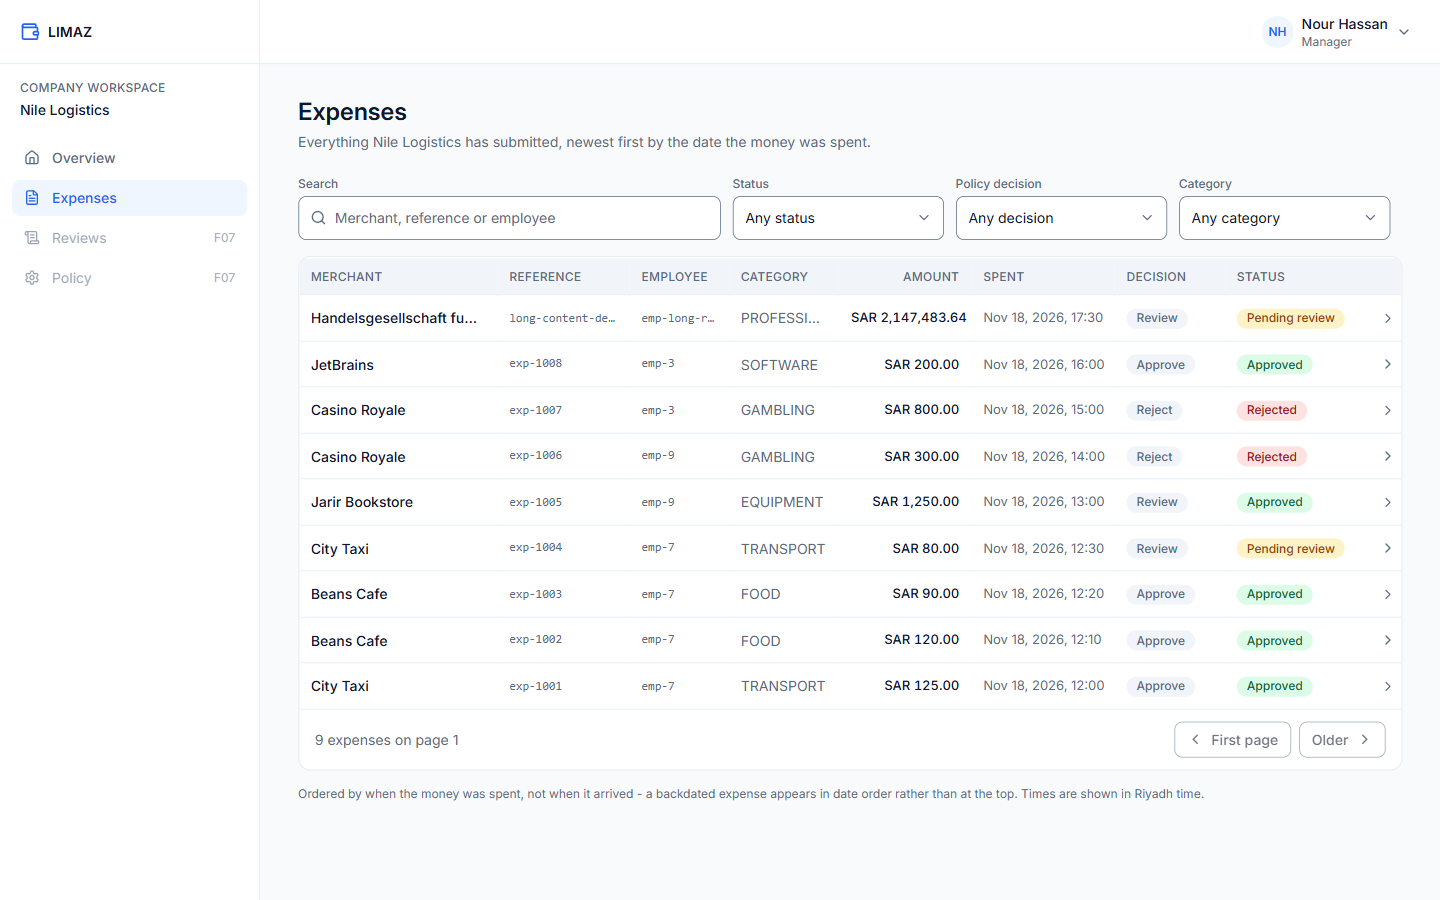 LIMAZ
NH
Nour Hassan
Manager
COMPANY WORKSPACE
Nile Logistics
Overview
Expenses
Reviews F07
Policy F07
Expenses
Everything Nile Logistics has submitted, newest first by the date the money was spent.
Search Status Policy decision Category
Merchant, reference or employee Any status Any decision Any category
MERCHANT REFERENCE EMPLOYEE CATEGORY AMOUNT SPENT DECISION STATUS
Handelsgesellschaft fu... long-content-de... emp-long-r... PROFESSI... SAR 2,147,483.64 Nov 18, 2026, 17:30 Review Pending review
JetBrains exp-1008 emp-3 SOFTWARE SAR 200.00 Nov 18, 2026, 16:00 Approve Approved
Casino Royale exp-1007 emp-3 GAMBLING SAR 800.00 Nov 18, 2026, 15:00 Reject Rejected
Casino Royale exp-1006 emp-9 GAMBLING SAR 300.00 Nov 18, 2026, 14:00 Reject Rejected
Jarir Bookstore exp-1005 emp-9 EQUIPMENT SAR 1,250.00 Nov 18, 2026, 13:00 Review Approved
City Taxi exp-1004 emp-7 TRANSPORT SAR 80.00 Nov 18, 2026, 12:30 Review Pending review
Beans Cafe exp-1003 emp-7 FOOD SAR 90.00 Nov 18, 2026, 12:20 Approve Approved
Beans Cafe exp-1002 emp-7 FOOD SAR 120.00 Nov 18, 2026, 12:10 Approve Approved
City Taxi exp-1001 emp-7 TRANSPORT SAR 125.00 Nov 18, 2026, 12:00 Approve Approved
9 expenses on page 1 First page Older
Ordered by when the money was spent, not when it arrived - a backdated expense appears in date order rather than at the top. Times are shown in Riyadh time.